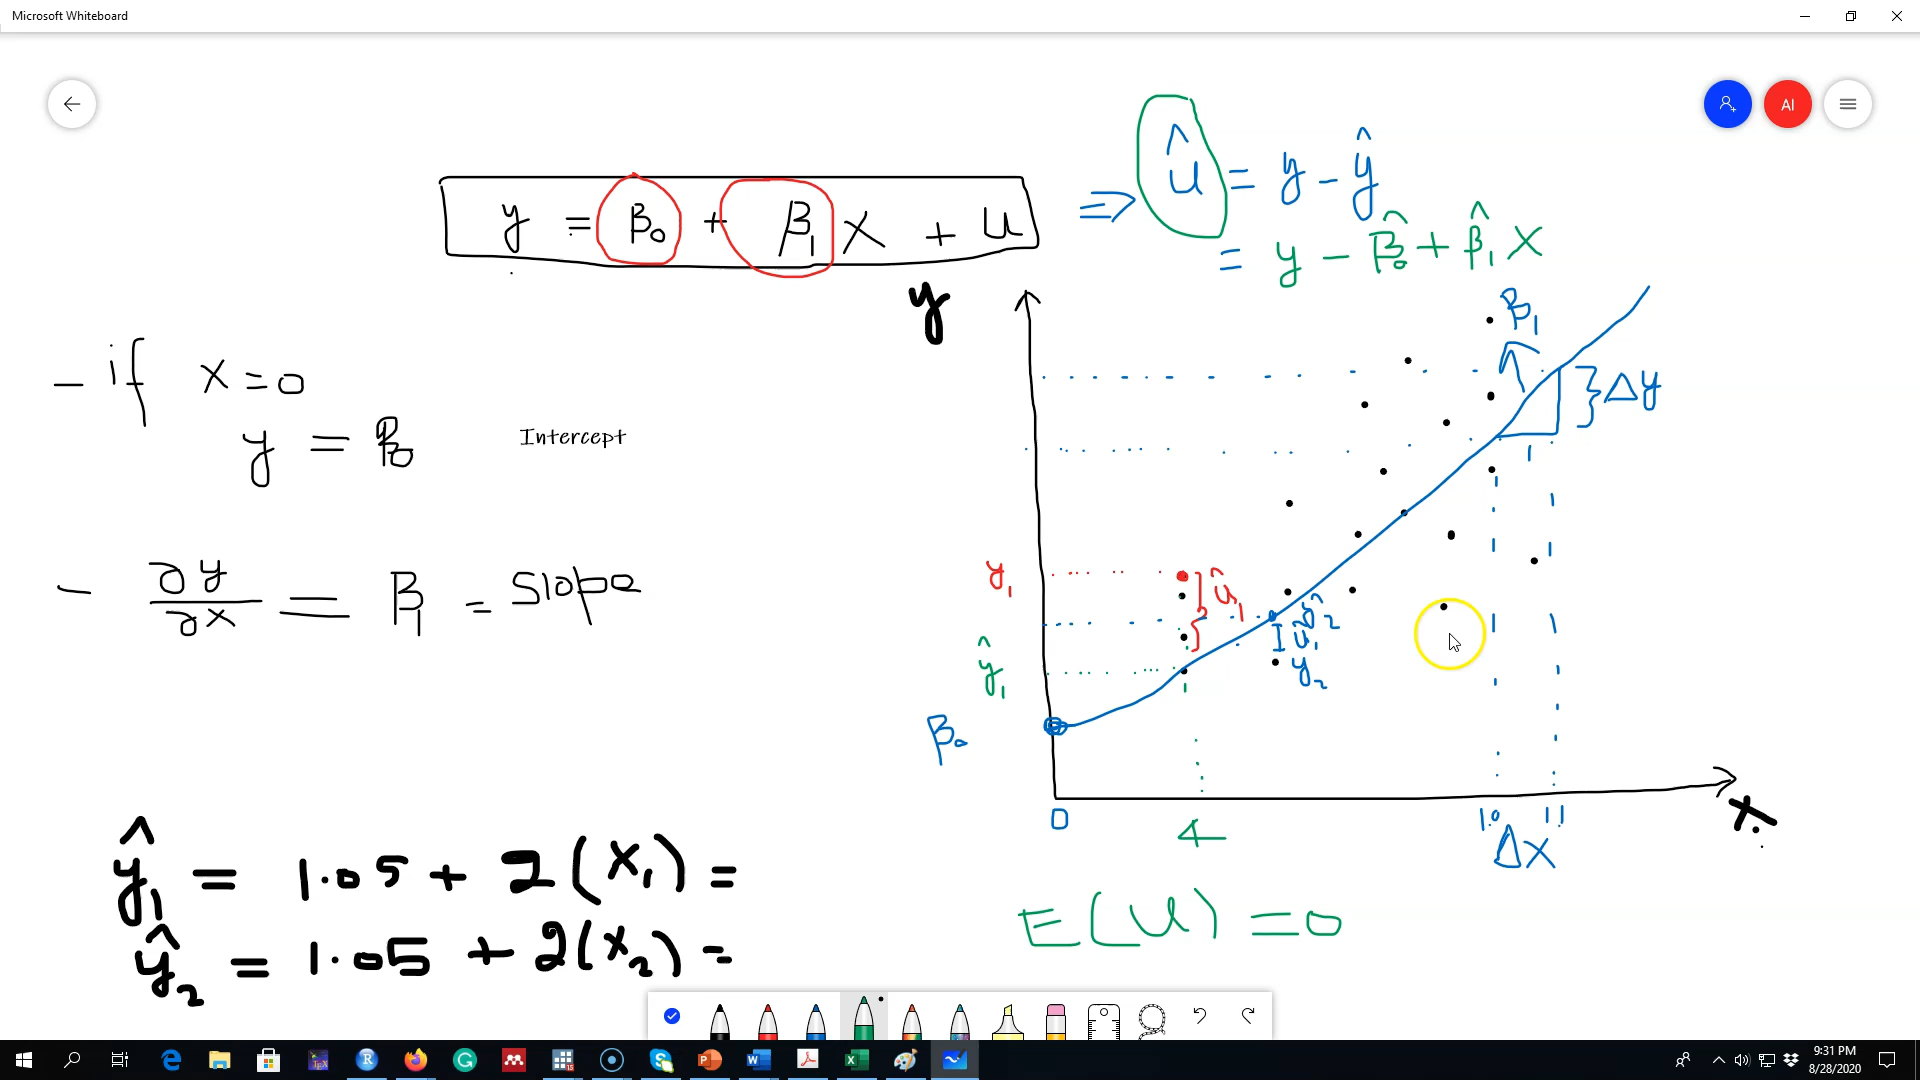 Microsoft Whiteboard
AI
y = β₀ + β₁ X + u
⇒ û = y - ŷ
= y - β̂₀ + β̂₁ X
y
β₁
Δy
- if x = 0
y = β₀
Intercept
- ∂y/∂x = β₁ = Slope
1
y₁
û₁
ŷ₂
u₁
y₂
ŷ₁
β₀
0
4
10
11
ΔX
x
ŷ₁ = 1.05 + 2(x₁) =
ŷ₂ = 1.05 + 2(x₂) =
E(u) = 0
9:31 PM
8/28/2020